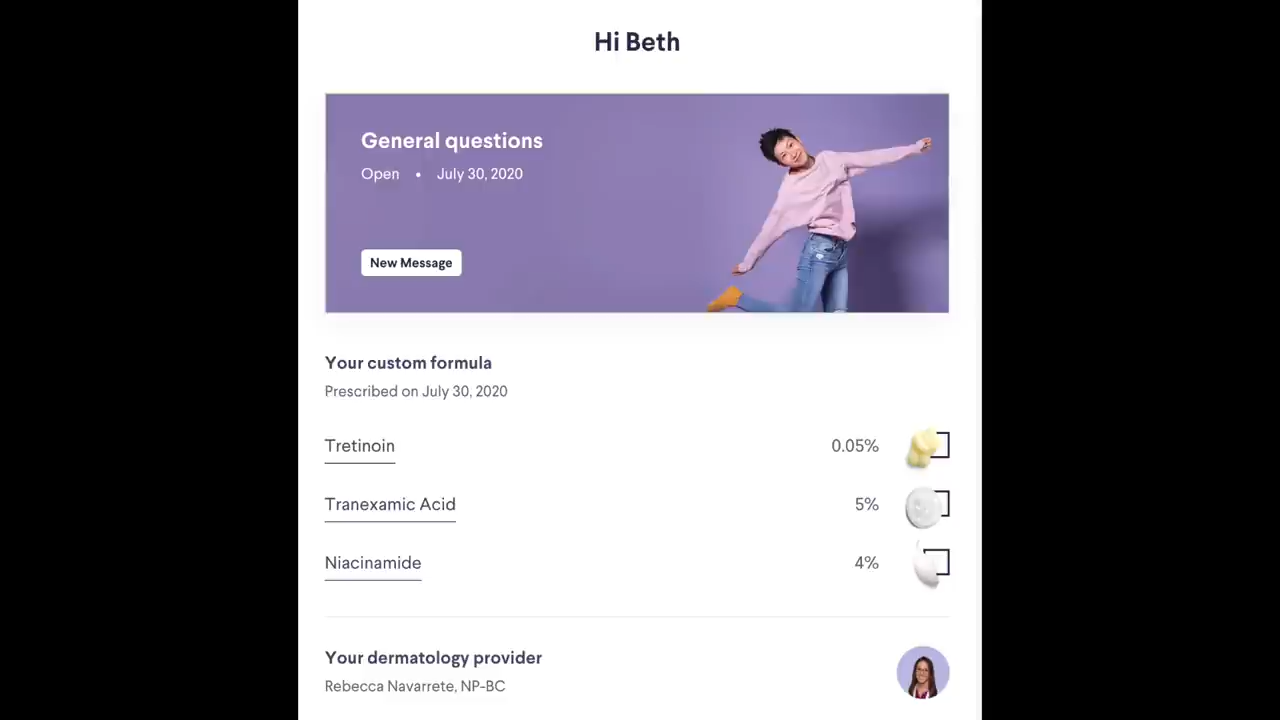 Hi Beth
General questions
Open • July 30, 2020
New Message
Your custom formula
Prescribed on July 30, 2020
Tretinoin 0.05%
Tranexamic Acid 5%
Niacinamide 4%
Your dermatology provider
Rebecca Navarrete, NP-BC